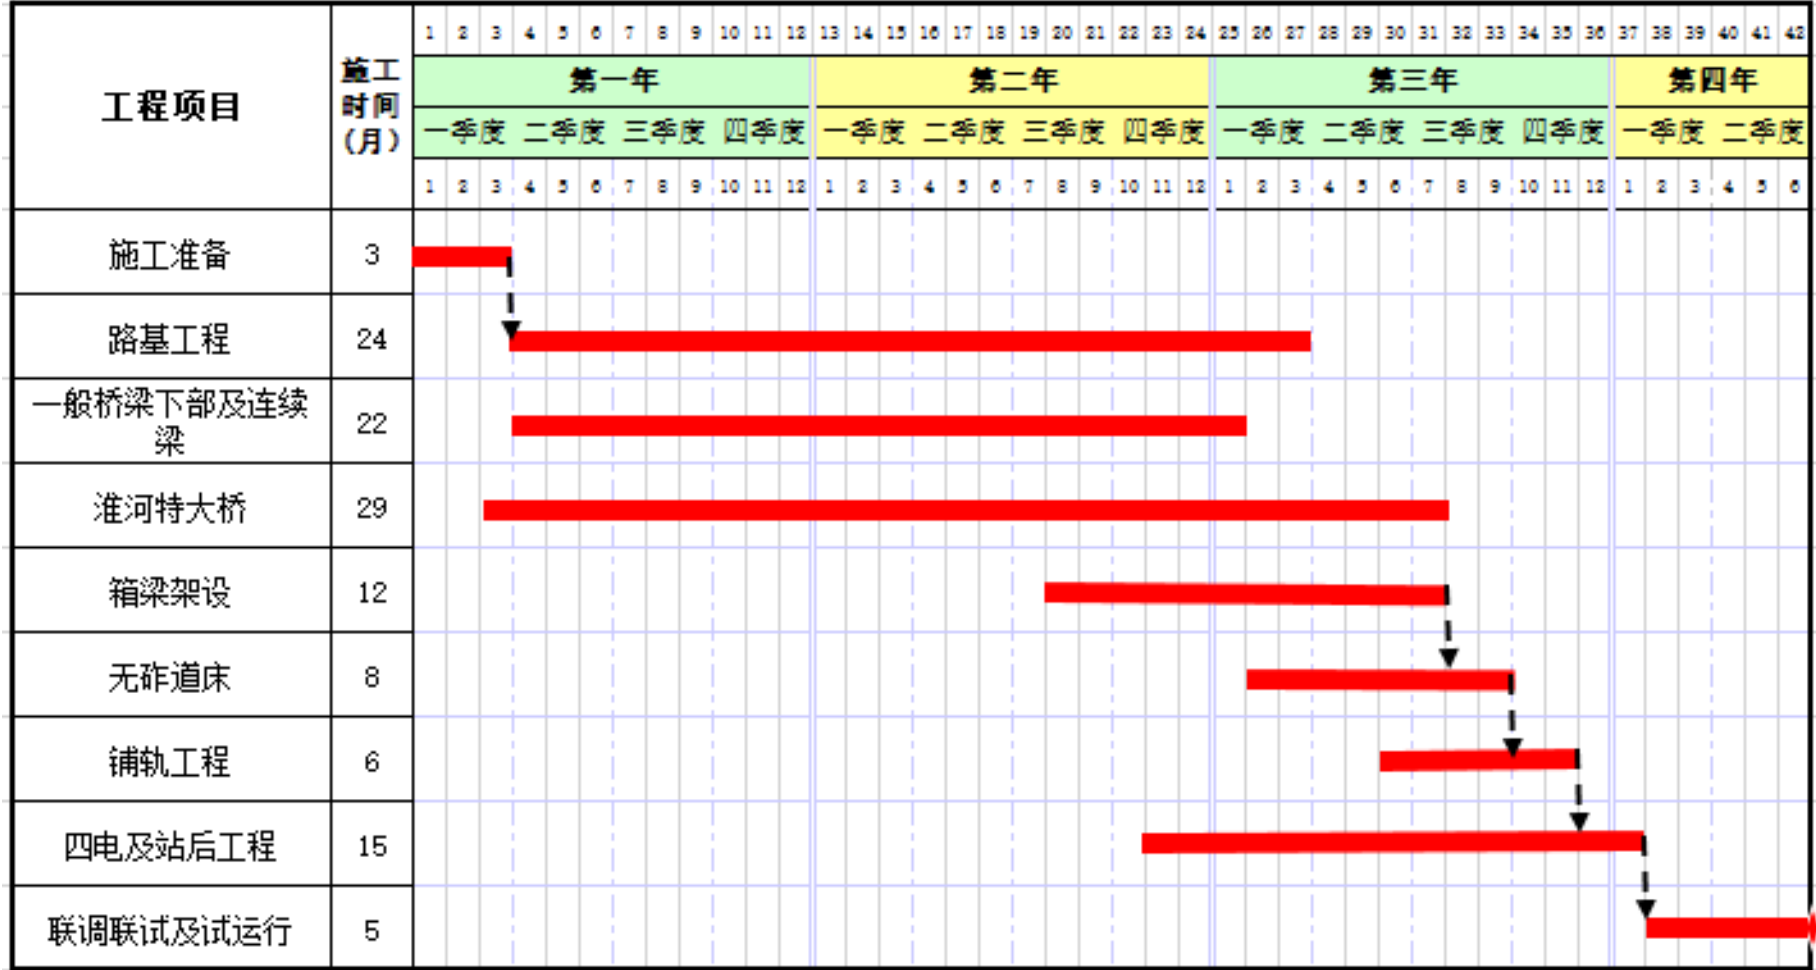 1 2 3 4 5 6 7 8 9 10 11 12 13 14 15 16 17 18 19 20 21 22 23 24 25 26 27 28 29 30 31 32 33 34 35 36 37 38 39 40 41 42
工程项目
施工
时间
(月)
第一年 第二年 第三年 第四年
一季度 二季度 三季度 四季度 一季度 二季度 三季度 四季度 一季度 二季度 三季度 四季度 一季度 二季度
1 2 3 4 5 6 7 8 9 10 11 12 1 2 3 4 5 6 7 8 9 10 11 12 1 2 3 4 5 6 7 8 9 10 11 12 1 2 3 4 5 6
施工准备 3
路基工程 24
一般桥梁下部及连续
梁 22
淮河特大桥 29
箱梁架设 12
无砟道床 8
铺轨工程 6
四电及站后工程 15
联调联试及试运行 5